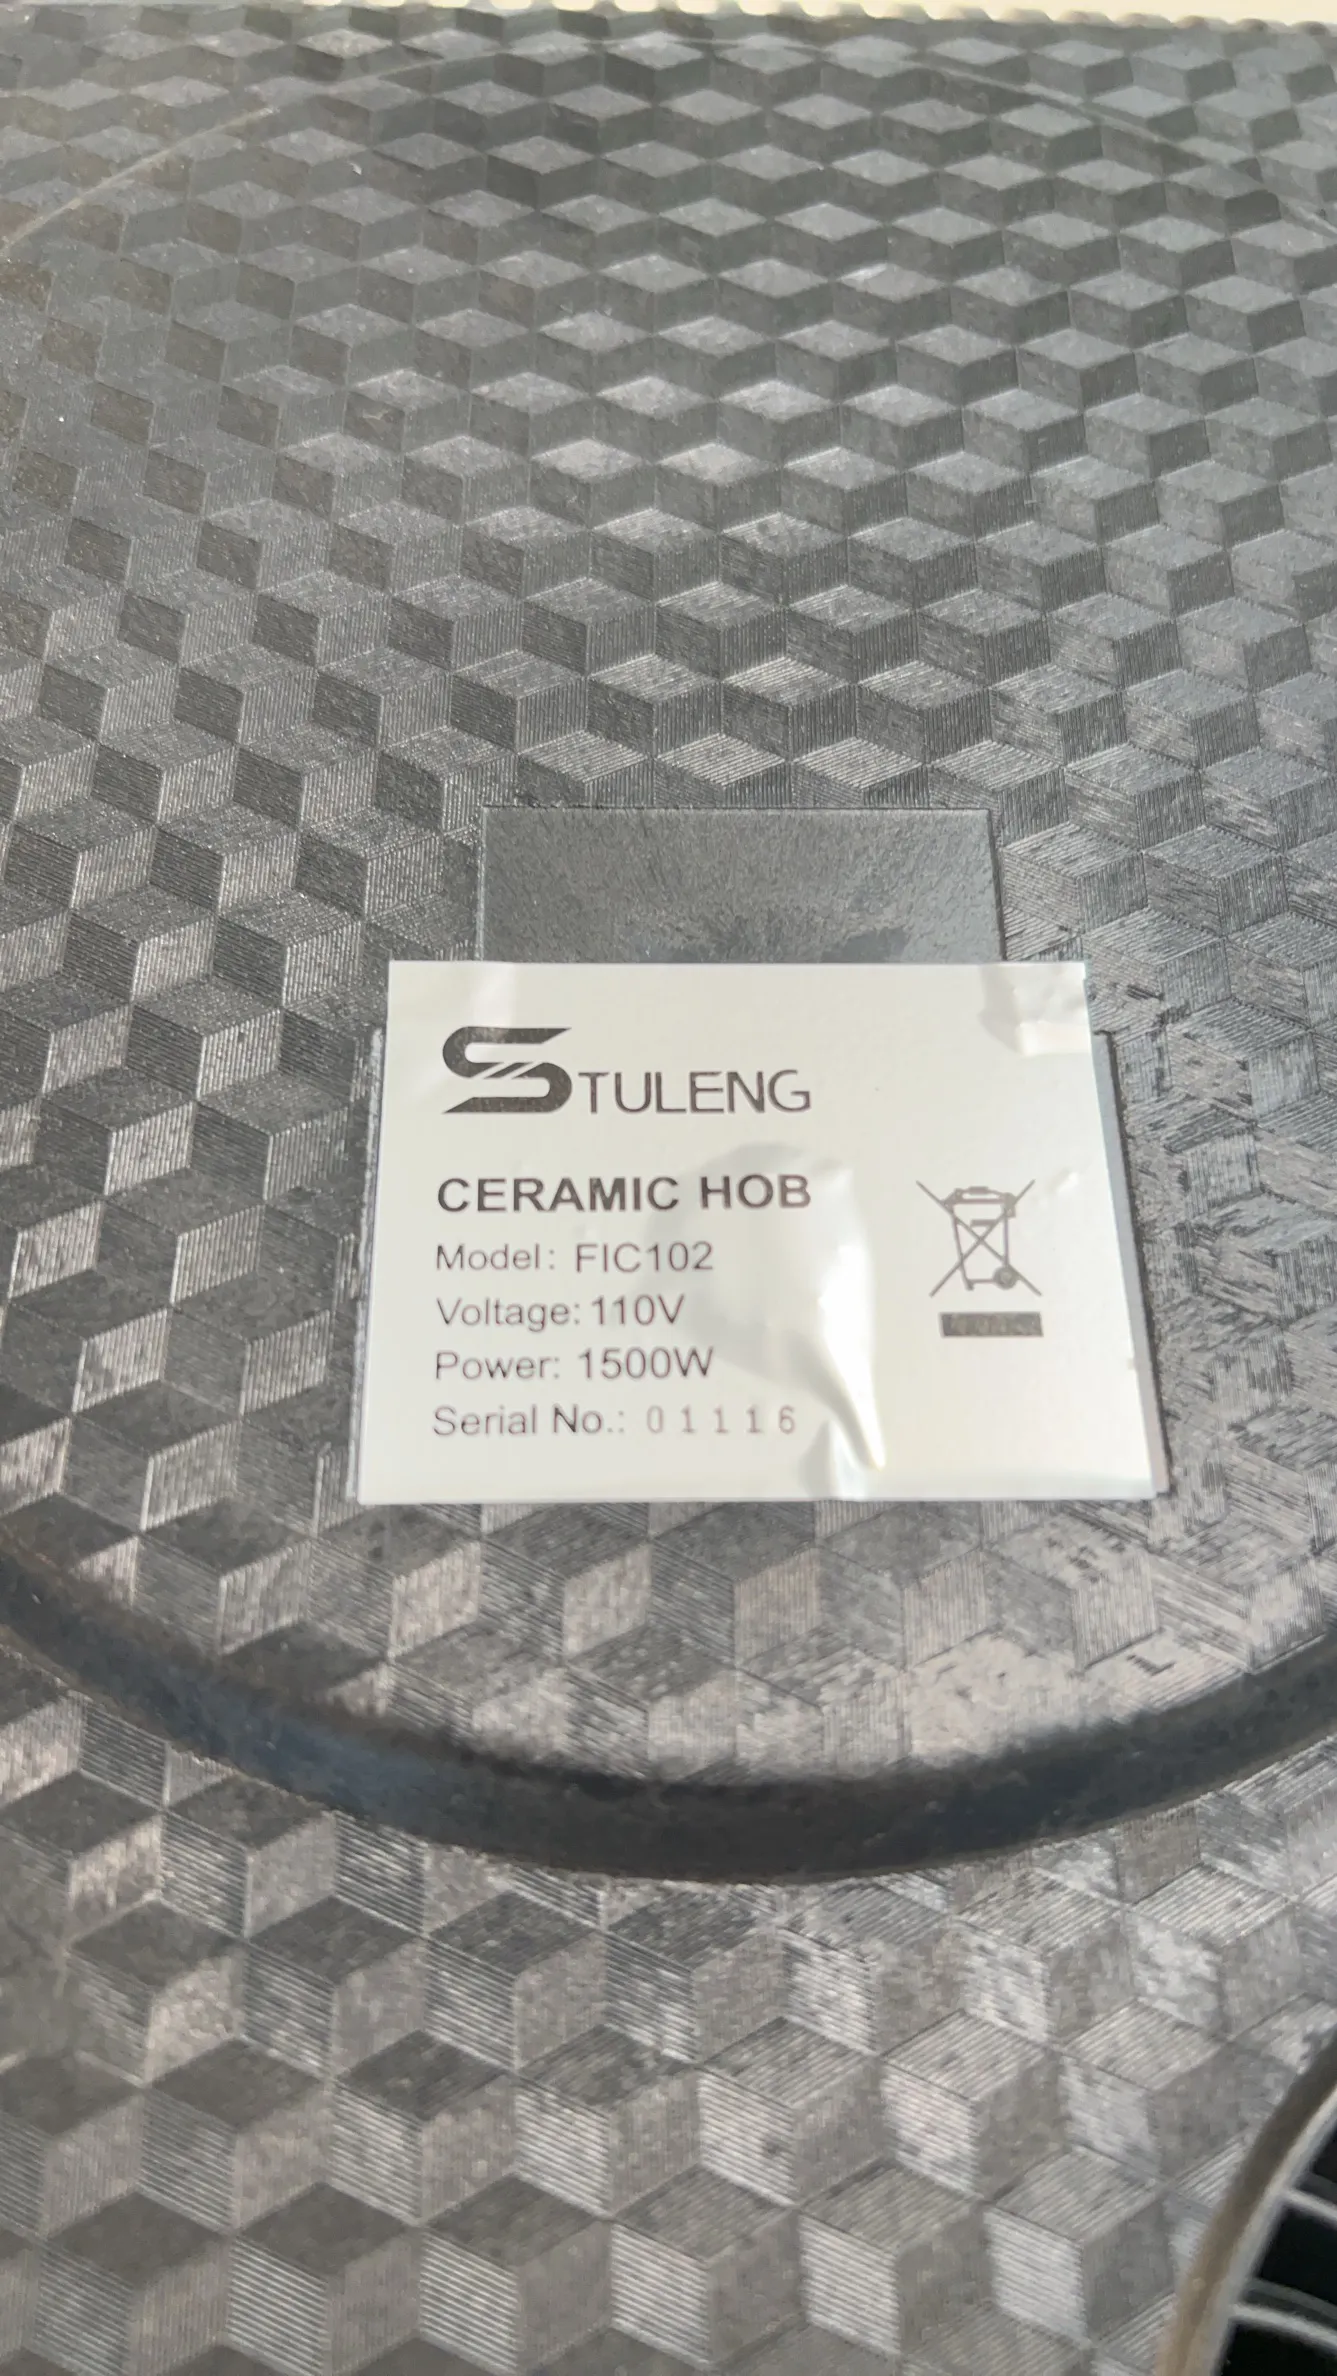 STULENG
CERAMIC HOB
Model: FIC102
Voltage: 110V
Power: 1500W
Serial No.: 01116